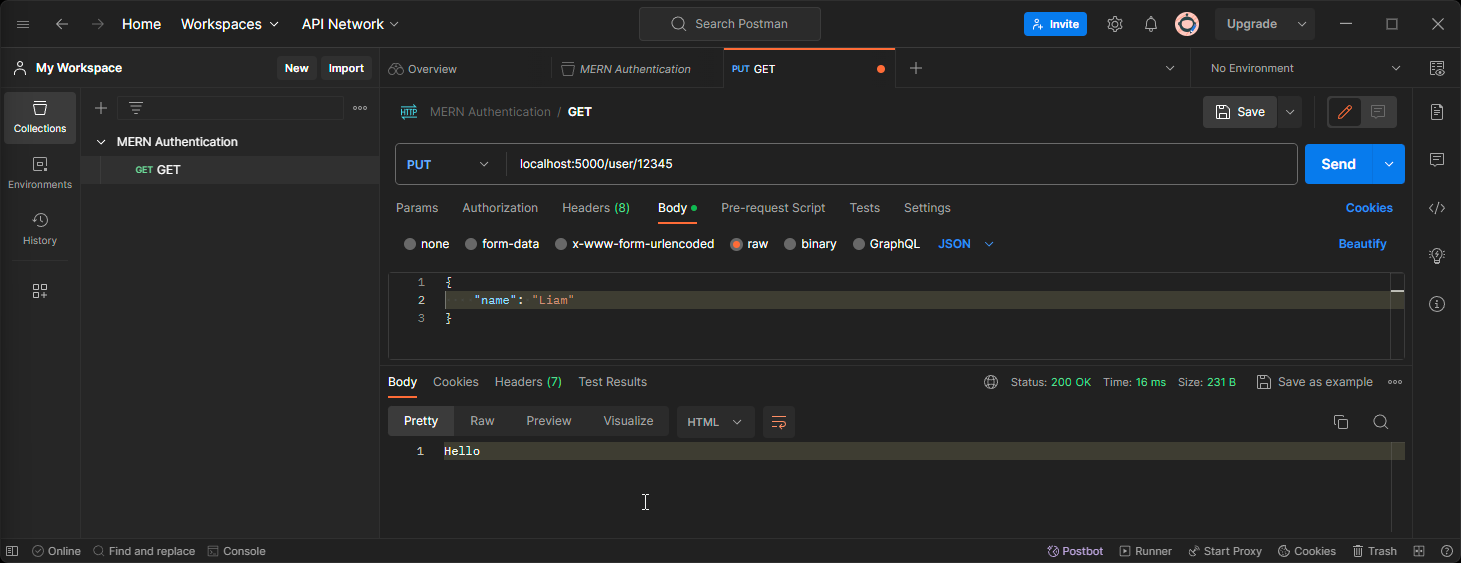 Home Workspaces API Network Search Postman Invite Upgrade
My Workspace New Import Overview MERN Authentication PUT GET No Environment
Collections
MERN Authentication / GET Save
MERN Authentication
PUT localhost:5000/user/12345 Send
GET GET
Environments
Params Authorization Headers (8) Body Pre-request Script Tests Settings Cookies
History
none form-data x-www-form-urlencoded raw binary GraphQL JSON Beautify
1 {
2 "name": "Liam"
3 }
Body Cookies Headers (7) Test Results Status: 200 OK Time: 16 ms Size: 231 B Save as example
Pretty Raw Preview Visualize HTML
1 Hello
Online Find and replace Console Postbot Runner Start Proxy Cookies Trash